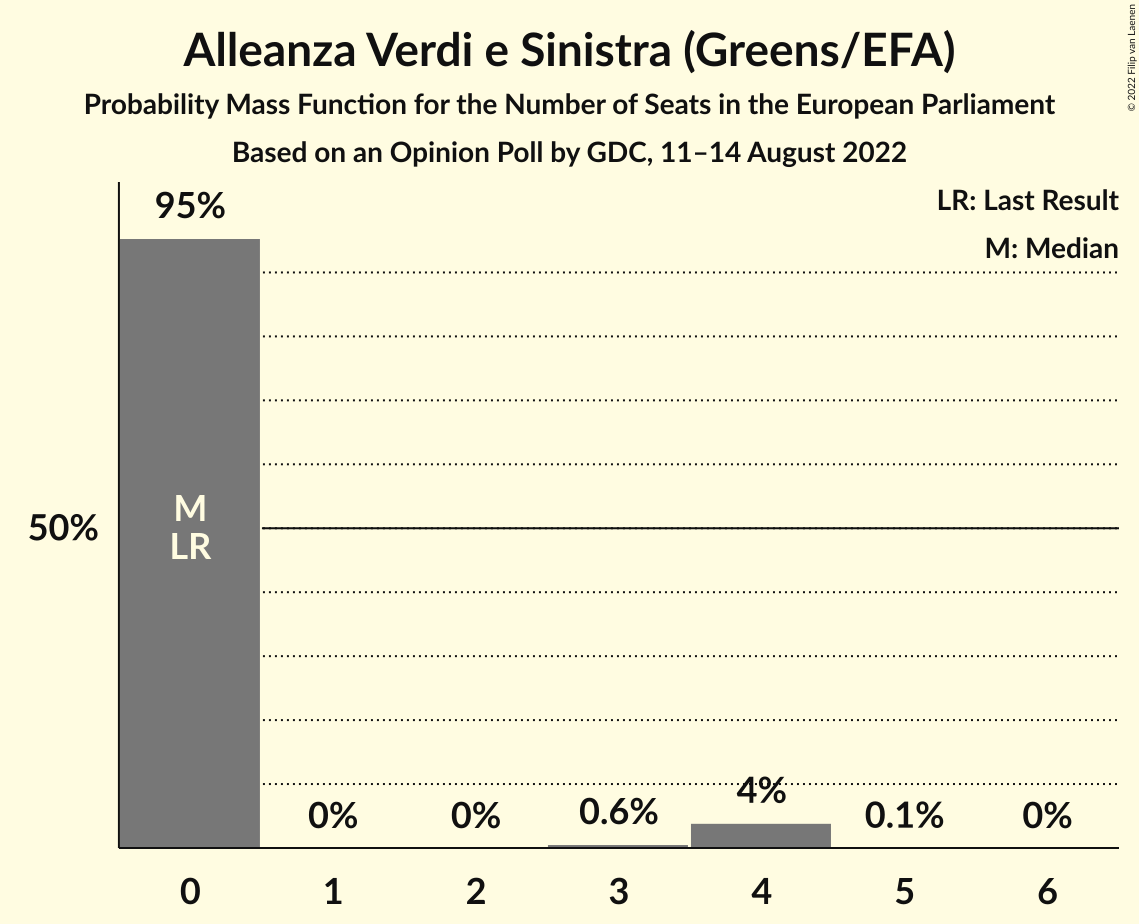 Alleanza Verdi e Sinistra (Greens/EFA)
Probability Mass Function for the Number of Seats in the European Parliament
Based on an Opinion Poll by GDC, 11–14 August 2022
© 2022 Filip van Laenen
LR: Last Result
M: Median
95%
M
LR
50%
0%
0%
0.6%
4%
0.1%
0%
0
1
2
3
4
5
6